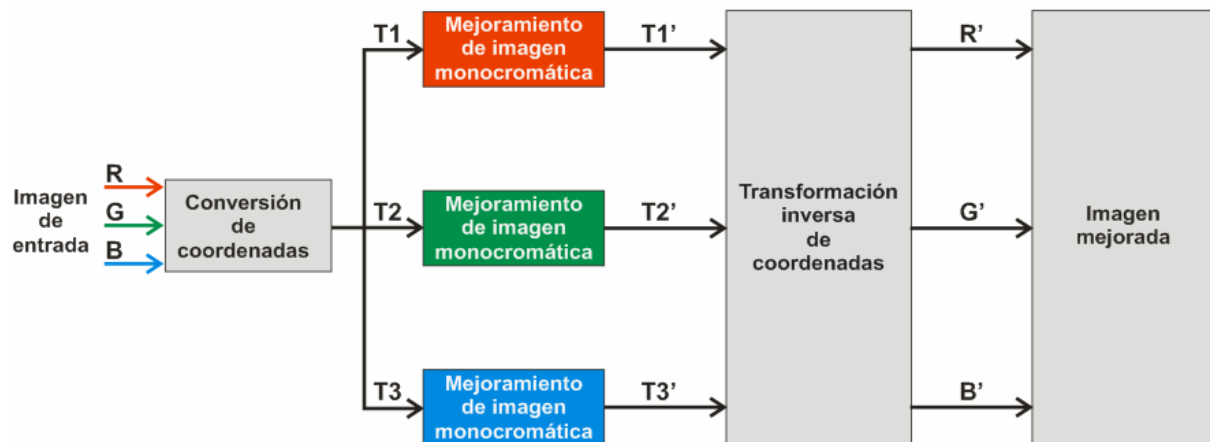 Imagen
de
entrada
R
G
B
Conversión
de
coordenadas
T1
Mejoramiento
de imagen
monocromática
T1’
T2
Mejoramiento
de imagen
monocromática
T2’
T3
Mejoramiento
de imagen
monocromática
T3’
Transformación
inversa
de
coordenadas
R’
G’
B’
Imagen
mejorada